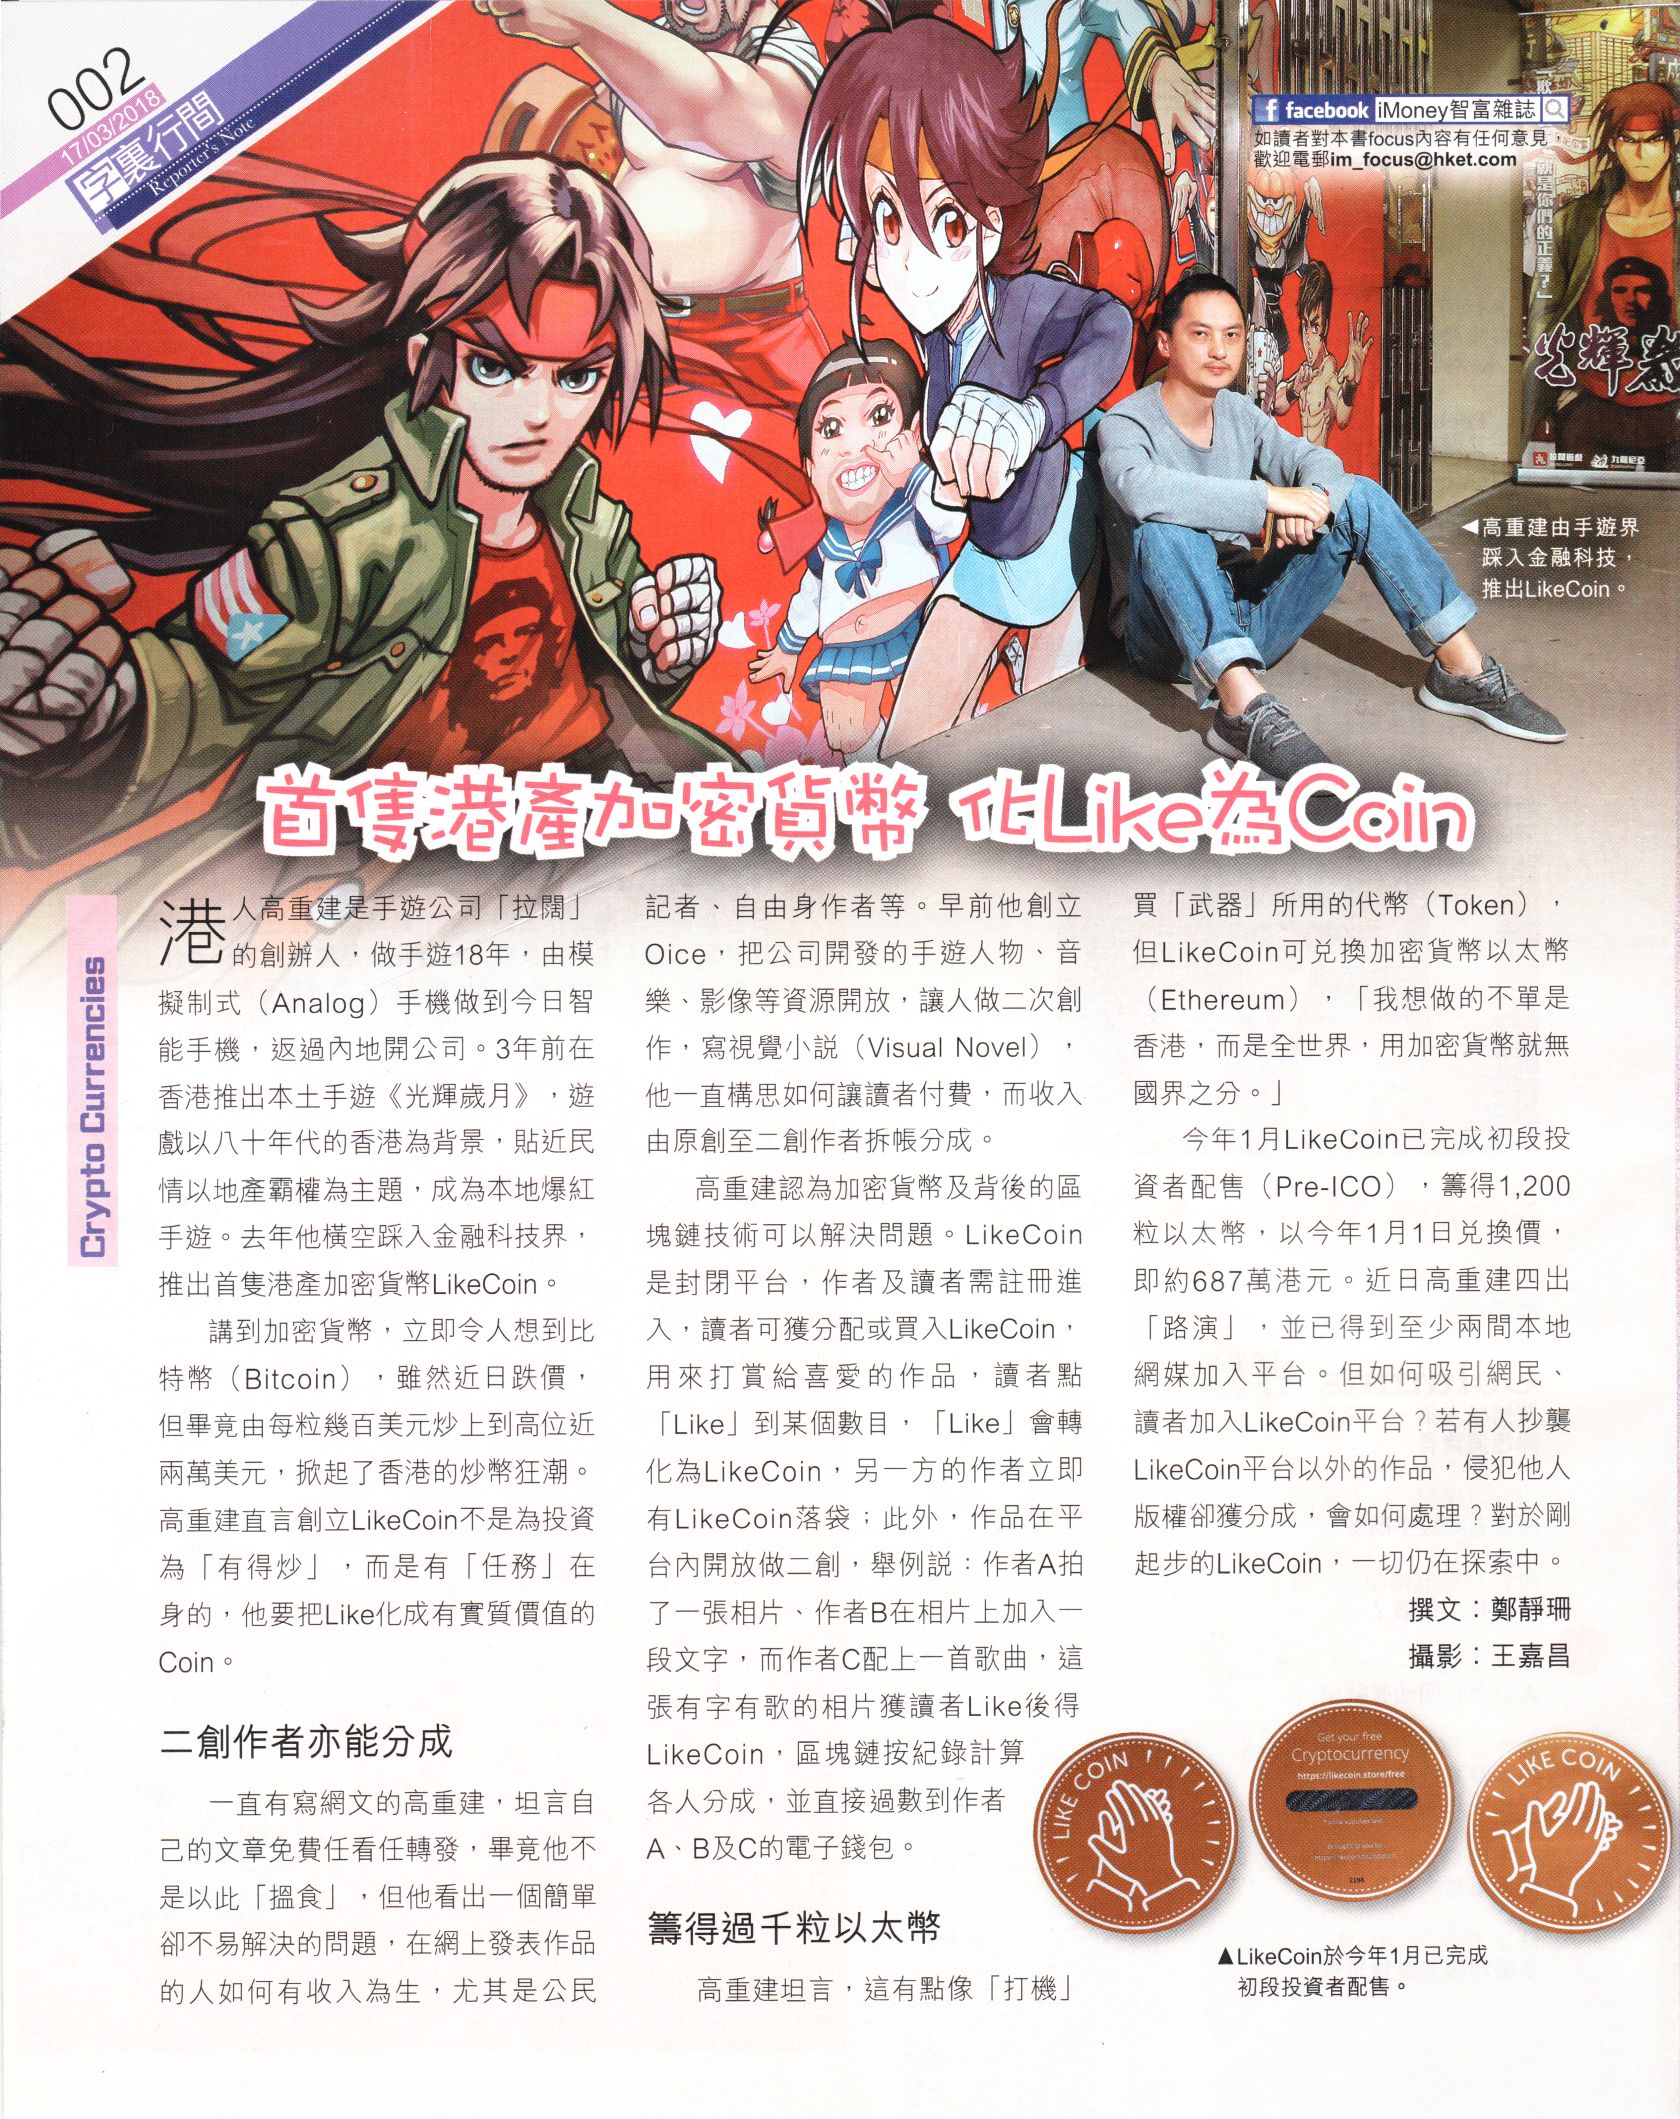 002
17/03/2018
字裏行間
Reporter's Note
facebook iMoney智富雜誌
如讀者對本書focus內容有任何意見，
歡迎電郵im_focus@hket.com
就是你們的正義？」
光輝歲
拉闊遊戲 九龍尼亞
◀高重建由手遊界
踩入金融科技，
推出LikeCoin。
首隻港產加密貨幣 化Like為Coin
Crypto Currencies
港人高重建是手遊公司「拉闊」
的創辦人，做手遊18年，由模
擬制式（Analog）手機做到今日智
能手機，返過內地開公司。3年前在
香港推出本土手遊《光輝歲月》，遊
戲以八十年代的香港為背景，貼近民
情以地產霸權為主題，成為本地爆紅
手遊。去年他橫空踩入金融科技界，
推出首隻港產加密貨幣LikeCoin。
講到加密貨幣，立即令人想到比
特幣（Bitcoin），雖然近日跌價，
但畢竟由每粒幾百美元炒上到高位近
兩萬美元，掀起了香港的炒幣狂潮。
高重建直言創立LikeCoin不是為投資
為「有得炒」，而是有「任務」在
身的，他要把Like化成有實質價值的
Coin。
二創作者亦能分成
一直有寫網文的高重建，坦言自
己的文章免費任看任轉發，畢竟他不
是以此「搵食」，但他看出一個簡單
卻不易解決的問題，在網上發表作品
的人如何有收入為生，尤其是公民
記者、自由身作者等。早前他創立
Oice，把公司開發的手遊人物、音
樂、影像等資源開放，讓人做二次創
作，寫視覺小説（Visual Novel），
他一直構思如何讓讀者付費，而收入
由原創至二創作者拆帳分成。
高重建認為加密貨幣及背後的區
塊鏈技術可以解決問題。LikeCoin
是封閉平台，作者及讀者需註冊進
入，讀者可獲分配或買入LikeCoin，
用來打賞給喜愛的作品，讀者點
「Like」到某個數目，「Like」會轉
化為LikeCoin，另一方的作者立即
有LikeCoin落袋；此外，作品在平
台內開放做二創，舉例説：作者A拍
了一張相片、作者B在相片上加入一
段文字，而作者C配上一首歌曲，這
張有字有歌的相片獲讀者Like後得
LikeCoin，區塊鏈按紀錄計算
各人分成，並直接過數到作者
A、B及C的電子錢包。
籌得過千粒以太幣
高重建坦言，這有點像「打機」
買「武器」所用的代幣（Token），
但LikeCoin可兑換加密貨幣以太幣
（Ethereum），「我想做的不單是
香港，而是全世界，用加密貨幣就無
國界之分。」
今年1月LikeCoin已完成初段投
資者配售（Pre-ICO），籌得1,200
粒以太幣，以今年1月1日兑換價，
即約687萬港元。近日高重建四出
「路演」，並已得到至少兩間本地
網媒加入平台。但如何吸引網民、
讀者加入LikeCoin平台？若有人抄襲
LikeCoin平台以外的作品，侵犯他人
版權卻獲分成，會如何處理？對於剛
起步的LikeCoin，一切仍在探索中。
撰文：鄭靜珊
攝影：王嘉昌
LIKE COIN
Get your free
Cryptocurrency
https://likecoin.store/free
LIKE COIN
▲LikeCoin於今年1月已完成
初段投資者配售。